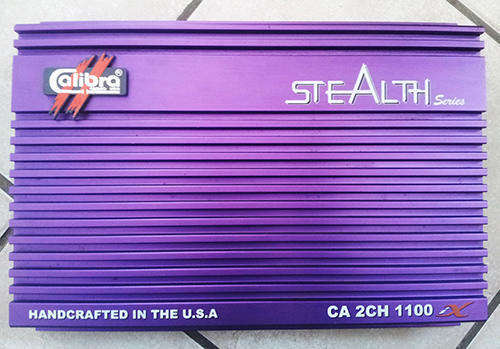 Calibra®
STEALTH Series
HANDCRAFTED IN THE U.S.A
CA 2CH 1100 X